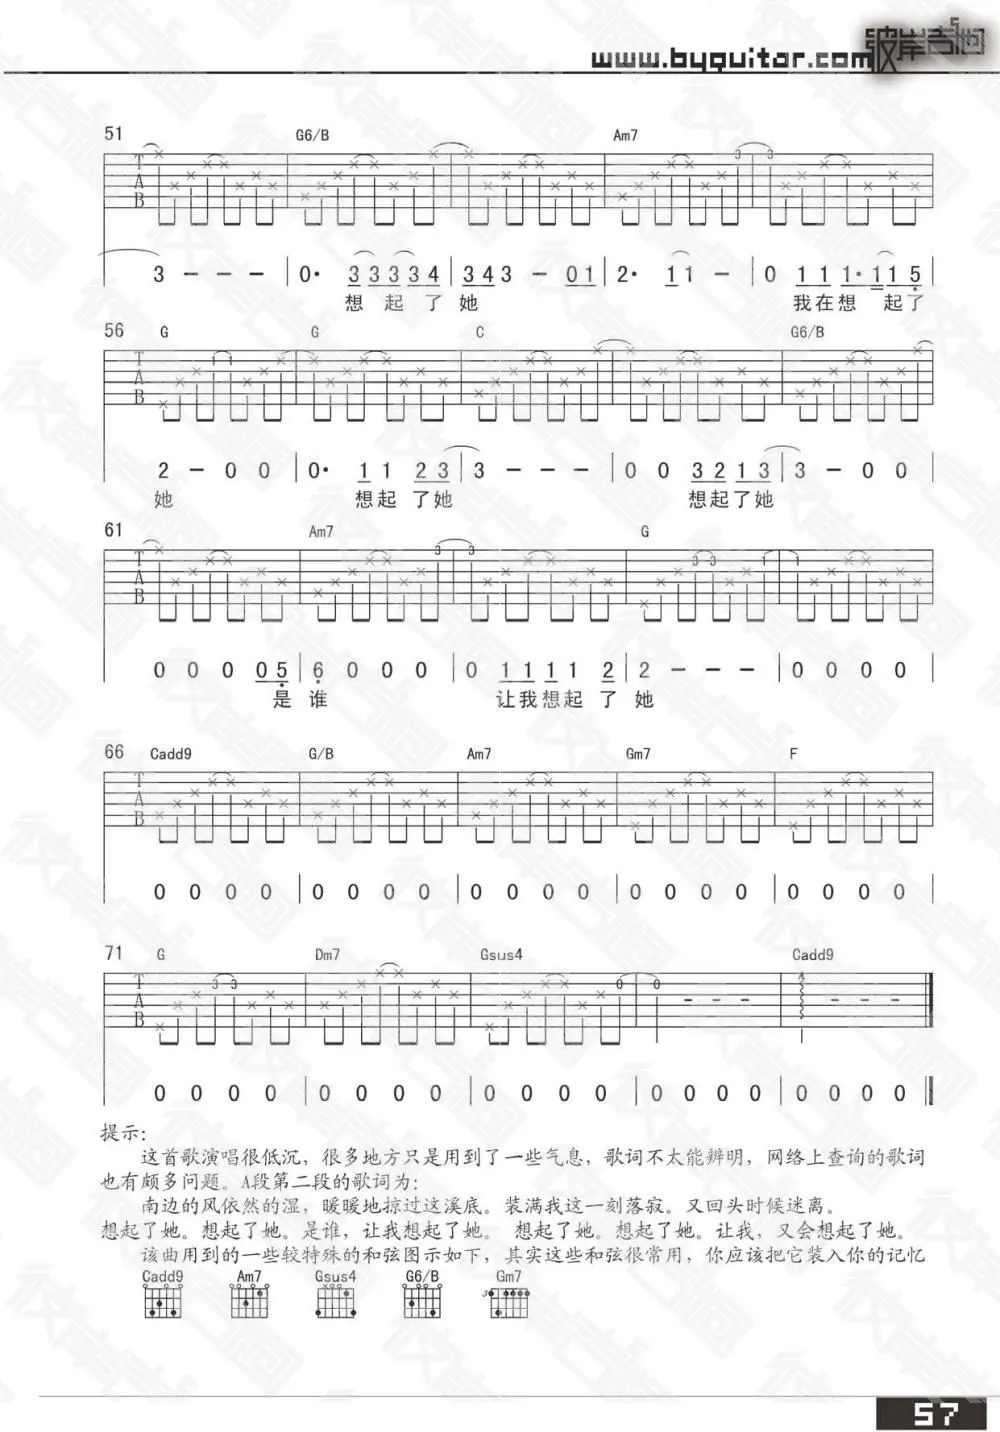 www.byguitar.com 彼岸吉他
51 G6/B Am7
T
A
B
3 - - - | 0· 3 3 3 3 4 | 3 4 3 - 0 1 | 2· 1 1 - | 0 1 1 1· 1 1 5
想 起 了 她 我 在 想 起 了
56 G G C G6/B
T
A
B
2 - 0 0 | 0· 1 1 2 3 | 3 - - - | 0 0 3 2 1 3 | 3 - 0 0
她 想 起 了 她 想 起 了 她
61 Am7 G
T
A
B
0 0 0 0 5 | 6 0 0 0 | 0 1 1 1 1 2 | 2 - - - | 0 0 0 0
是 谁 让 我 想 起 了 她
66 Cadd9 G/B Am7 Gm7 F
T
A
B
0 0 0 0 | 0 0 0 0 | 0 0 0 0 | 0 0 0 0 | 0 0 0 0
71 G Dm7 Gsus4 Cadd9
T
A
B
0 0 0 0 | 0 0 0 0 | 0 0 0 0 | 0 0 0 0 | 0 0 0 0
提示:
这首歌演唱很低沉，很多地方只是用到了一些气息，歌词不太能辨明，网络上查询的歌词
也有颇多问题。A段第二段的歌词为:
南边的风依然的湿，暖暖地掠过这溪底。装满我这一刻落寂。又回头时候迷离。
想起了她。想起了她。是谁，让我想起了她。 想起了她。想起了她。让我，又会想起了她。
该曲用到的一些较特殊的和弦图示如下，其实这些和弦很常用，你应该把它装入你的记忆
Cadd9 Am7 Gsus4 G6/B Gm7
3
57